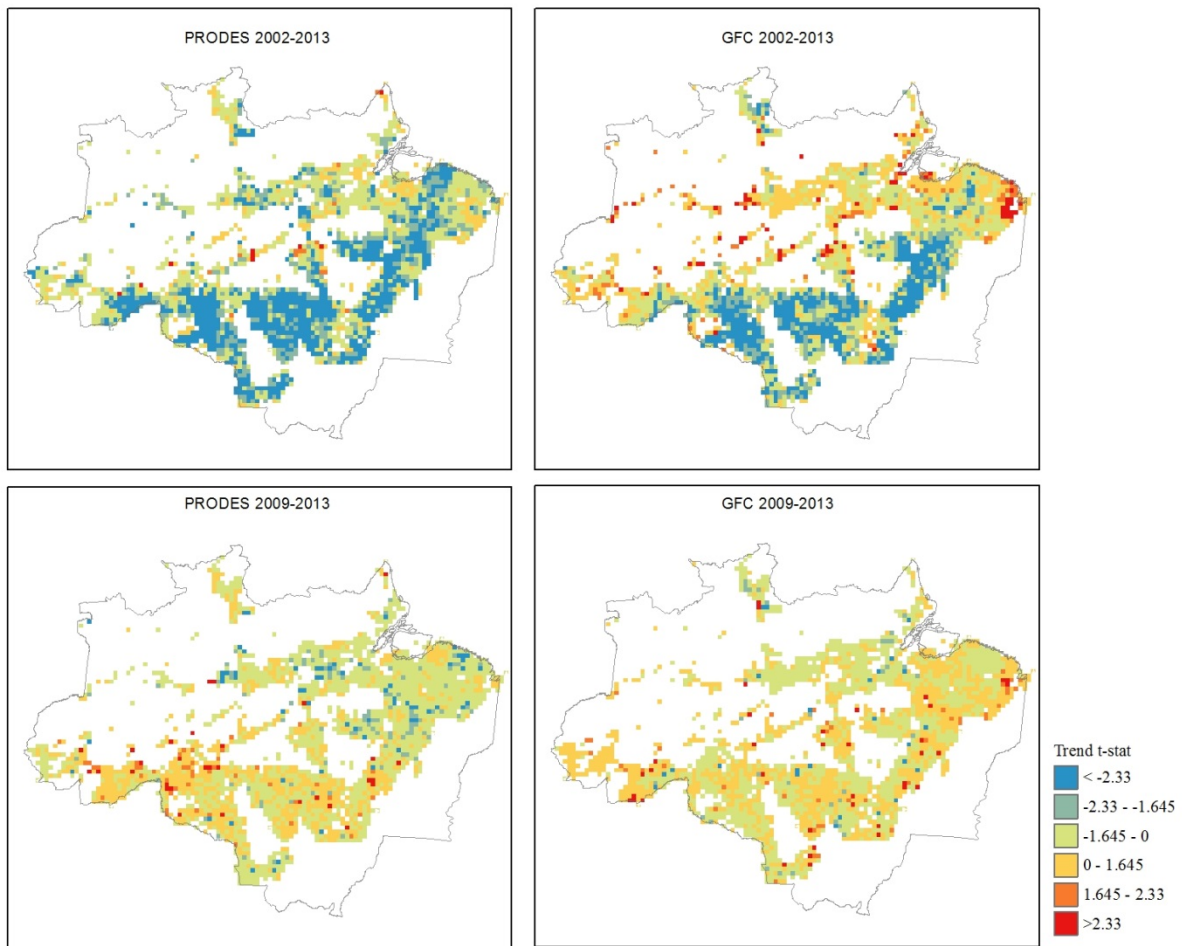 PRODES 2002-2013
GFC 2002-2013
PRODES 2009-2013
GFC 2009-2013
Trend t-stat
< -2.33
-2.33 - -1.645
-1.645 - 0
0 - 1.645
1.645 - 2.33
>2.33